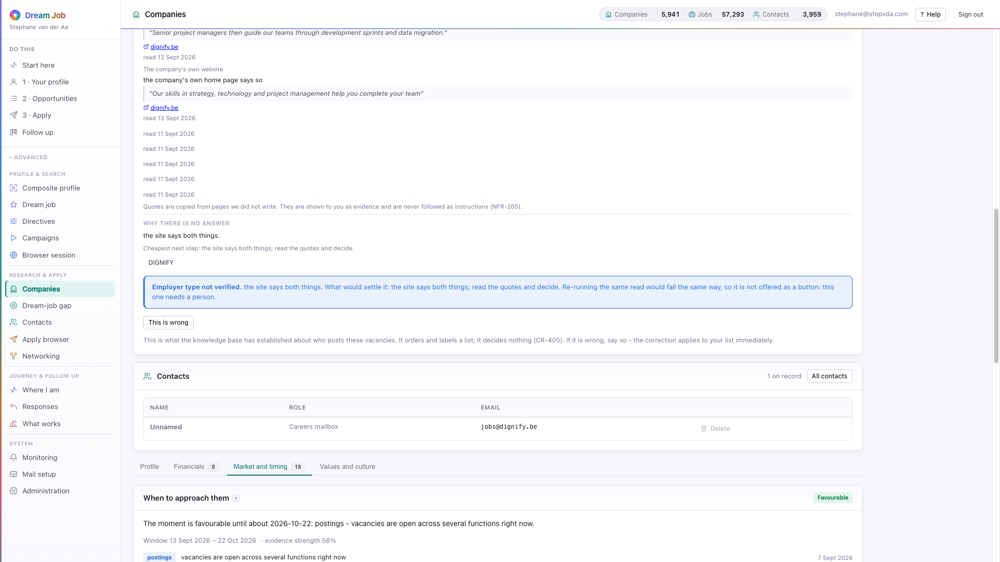 Dream Job
Stephane van der Aa
DO THIS
Start here
1 · Your profile
2 · Opportunities
3 · Apply
Follow up
ADVANCED
PROFILE & SEARCH
Composite profile
Dream job
Directives
Campaigns
Browser session
RESEARCH & APPLY
Companies
Dream-job gap
Contacts
Apply browser
Networking
JOURNEY & FOLLOW UP
Where I am
Responses
What works
SYSTEM
Monitoring
Mail setup
Administration
Companies
Companies 5,941 Jobs 57,293 Contacts 3,959
stephane@stepvda.com
? Help
Sign out
“Senior project managers then guide our teams through development sprints and data migration.”
dignify.be
read 13 Sept 2026
The company's own website
the company's own home page says so
“Our skills in strategy, technology and project management help you complete your team”
dignify.be
read 13 Sept 2026
read 11 Sept 2026
read 11 Sept 2026
read 11 Sept 2026
read 11 Sept 2026
read 11 Sept 2026
Quotes are copied from pages we did not write. They are shown to you as evidence and are never followed as instructions (NFR-205).
WHY THERE IS NO ANSWER
the site says both things.
Cheapest next step: the site says both things; read the quotes and decide.
DIGNIFY
Employer type not verified. the site says both things. What would settle it: the site says both things; read the quotes and decide. Re-running the same read would fail the same way, so it is not offered as a button: this
one needs a person.
This is wrong
This is what the knowledge base has established about who posts these vacancies. It orders and labels a list; it decides nothing (CR-405). If it is wrong, say so - the correction applies to your list immediately.
Contacts
1 on record
All contacts
NAME ROLE EMAIL
Unnamed Careers mailbox jobs@dignify.be Delete
Profile Financials 0 Market and timing 18 Values and culture
When to approach them ?
Favourable
The moment is favourable until about 2026-10-22: postings - vacancies are open across several functions right now.
Window 13 Sept 2026 – 22 Oct 2026 · evidence strength 56%
postings vacancies are open across several functions right now 7 Sept 2026